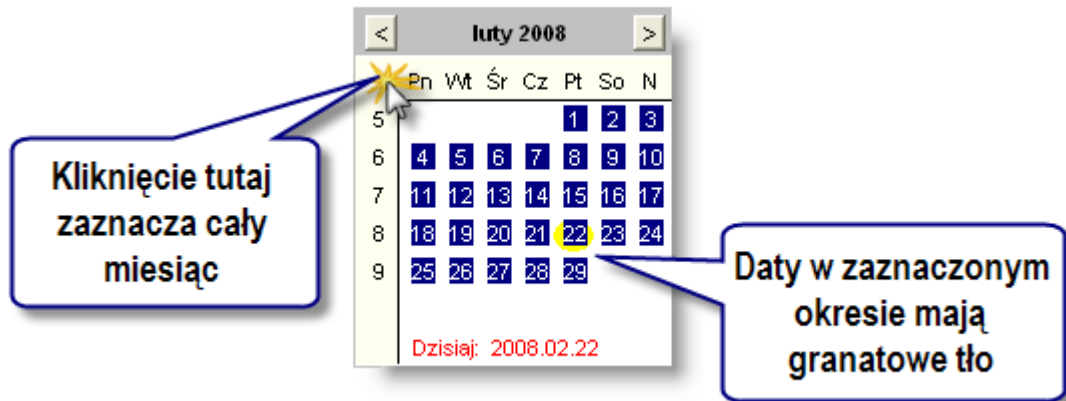 < luty 2008 >
Pn Wt Śr Cz Pt So N
5 1 2 3
6 4 5 6 7 8 9 10
7 11 12 13 14 15 16 17
8 18 19 20 21 22 23 24
9 25 26 27 28 29
Dzisiaj: 2008.02.22
Kliknięcie tutaj
zaznacza cały
miesiąc
Daty w zaznaczonym
okresie mają
granatowe tło